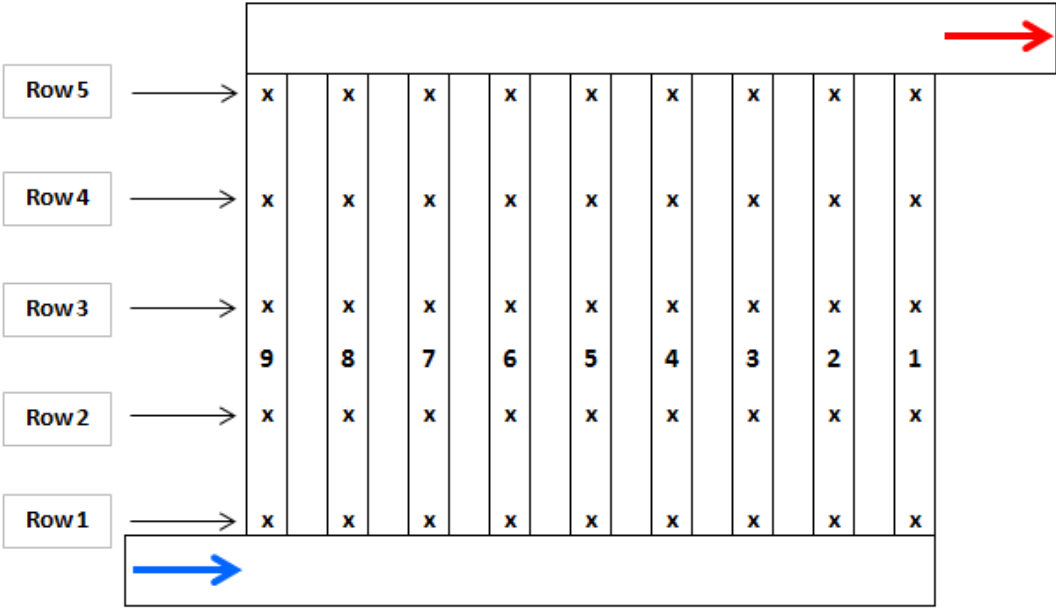 Row 5 x x x x x x x x x
Row 4 x x x x x x x x x
Row 3 x x x x x x x x x
9 8 7 6 5 4 3 2 1
Row 2 x x x x x x x x x
Row 1 x x x x x x x x x